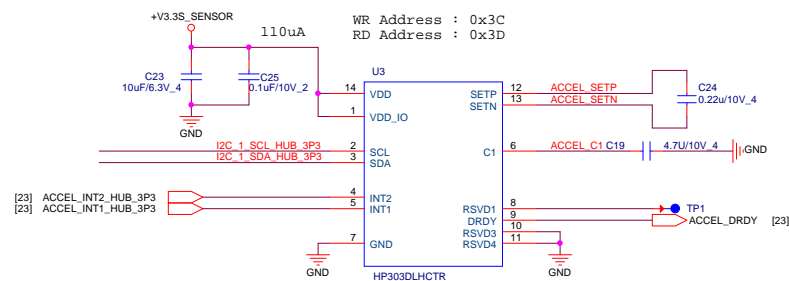 +V3.3S_SENSOR
110uA
WR Address : 0x3C
RD Address : 0x3D
C23
10uF/6.3V_4
C25
0.1uF/10V_2
GND
U3
14 VDD
1 VDD_IO
I2C_1_SCL_HUB_3P3 2 SCL
I2C_1_SDA_HUB_3P3 3 SDA
[23] ACCEL_INT2_HUB_3P3 4 INT2
[23] ACCEL_INT1_HUB_3P3 5 INT1
7 GND
GND
SETP 12 ACCEL_SETP
SETN 13 ACCEL_SETN
C24
0.22u/10V_4
C1 6 ACCEL_C1 C19 4.7U/10V_4 GND
RSVD1 8 TP1
DRDY 9 ACCEL_DRDY [23]
RSVD3 10
RSVD4 11
GND
HP303DLHCTR